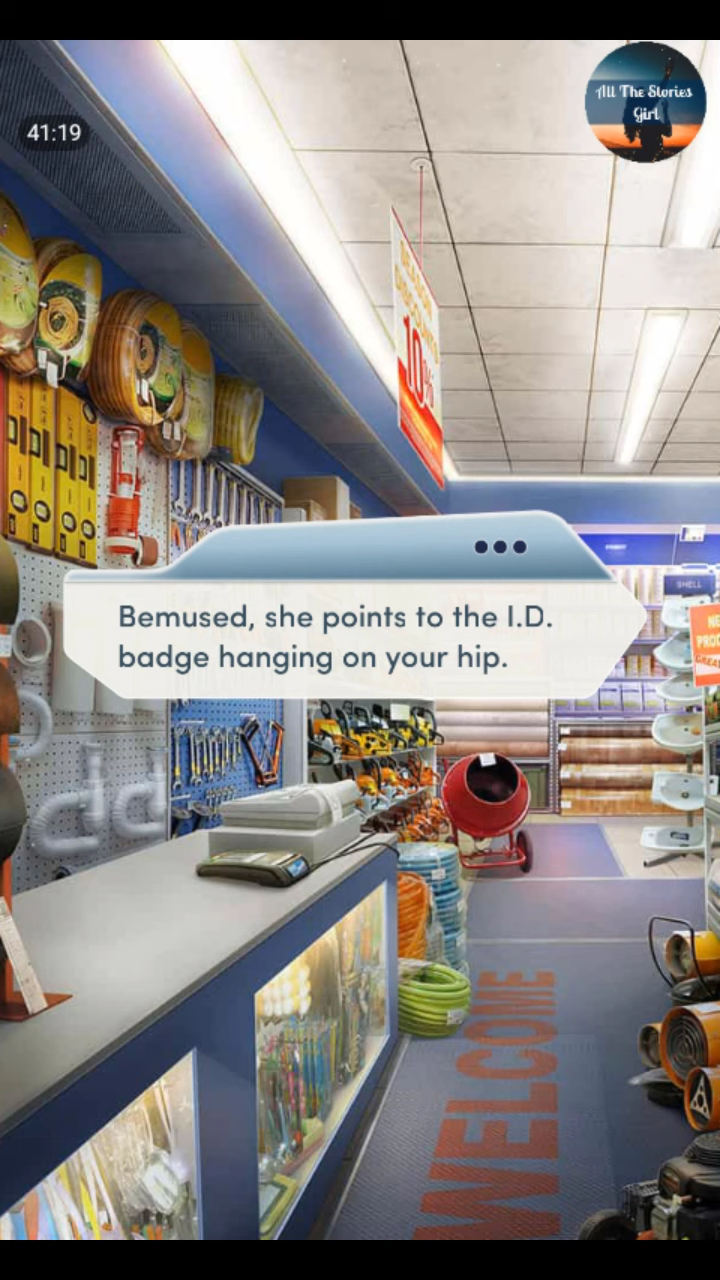 All The Stories
Girl
41:19
10%
SHELL
Bemused, she points to the I.D.
badge hanging on your hip.
WELCOME